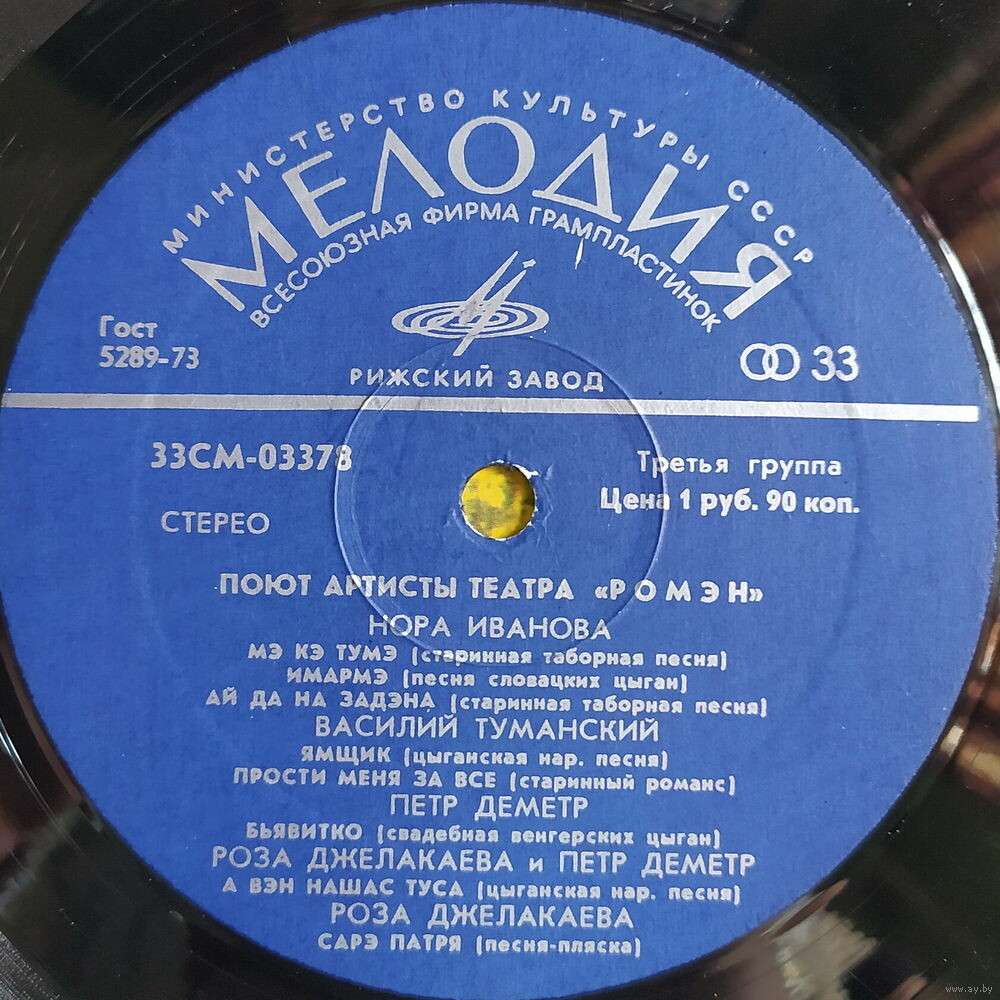 МИНИСТЕРСТВО КУЛЬТУРЫ СССР
МЕЛОДИЯ
ВСЕСОЮЗНАЯ ФИРМА ГРАМПЛАСТИНОК
Гост
5289-73
РИЖСКИЙ ЗАВОД
33
33СМ-03378
Третья группа
Цена 1 руб. 90 коп.
СТЕРЕО
ПОЮТ АРТИСТЫ ТЕАТРА «РОМЭН»
НОРА ИВАНОВА
МЭ КЭ ТУМЭ (старинная таборная песня)
ИМАРМЭ (песня словацких цыган)
АЙ ДА НА ЗАДЭНА (старинная таборная песня)
ВАСИЛИЙ ТУМАНСКИЙ
ЯМЩИК (цыганская нар. песня)
ПРОСТИ МЕНЯ ЗА ВСЕ (старинный романс)
ПЕТР ДЕМЕТР
БЬЯВИТКО (свадебная венгерских цыган)
РОЗА ДЖЕЛАКАЕВА и ПЕТР ДЕМЕТР
А ВЭН НАШАС ТУСА (цыганская нар. песня)
РОЗА ДЖЕЛАКАЕВА
САРЭ ПАТРЯ (песня-пляска)
www.ay.by